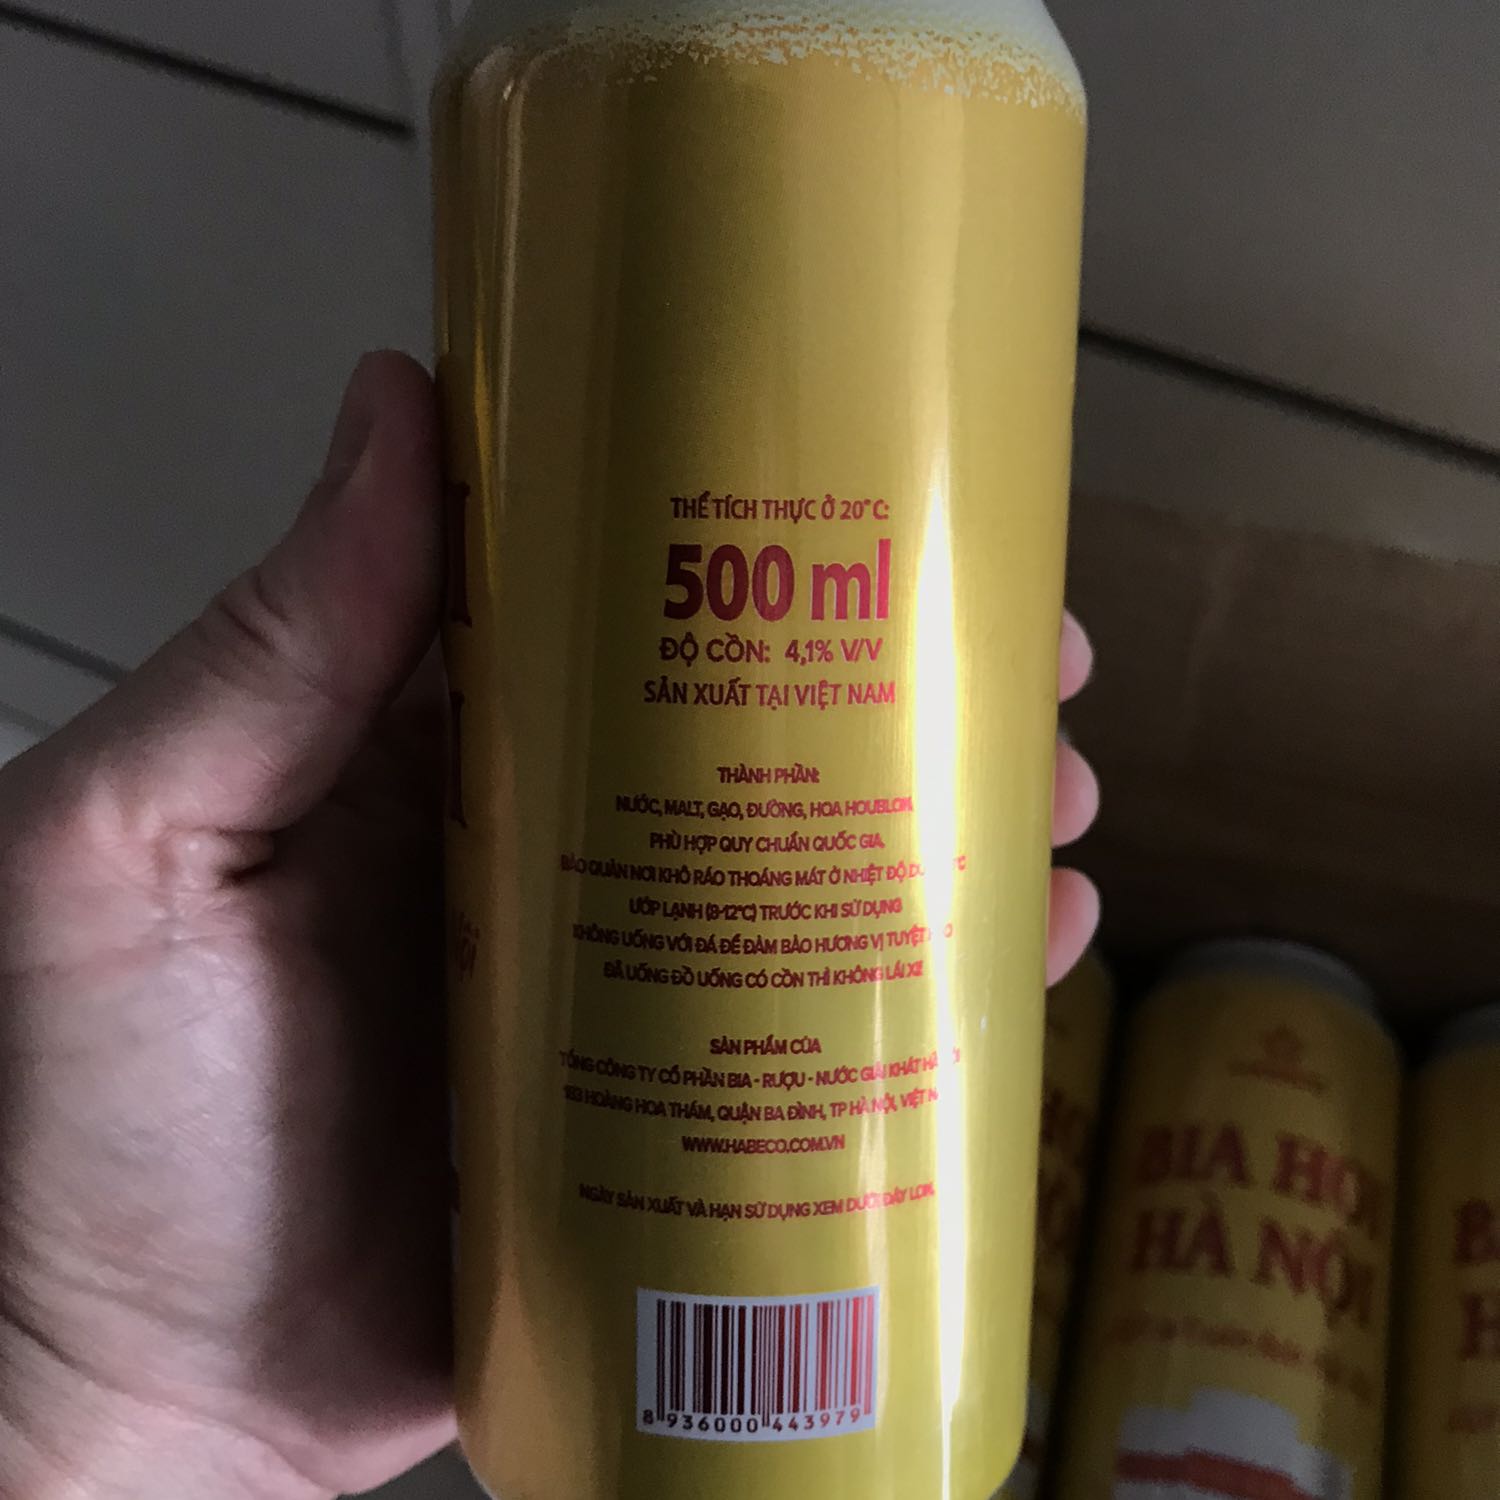 THỂ TÍCH THỰC Ở 20°C:
500 ml
ĐỘ CỒN: 4,1% V/V
SẢN XUẤT TẠI VIỆT NAM
THÀNH PHẦN:
NƯỚC, MALT, GẠO, ĐƯỜNG, HOA HOUBLON.
PHÙ HỢP QUY CHUẨN QUỐC GIA.
BẢO QUẢN NƠI KHÔ RÁO THOÁNG MÁT Ở NHIỆT ĐỘ
ƯỚP LẠNH (8-12°C) TRƯỚC KHI SỬ DỤNG
KHÔNG UỐNG VỚI ĐÁ ĐỂ ĐẢM BẢO HƯƠNG VỊ TUYỆT
ĐÃ UỐNG ĐỒ UỐNG CÓ CỒN THÌ KHÔNG LÁI XE
SẢN PHẨM CỦA
TỔNG CÔNG TY CỔ PHẦN BIA - RƯỢU - NƯỚC GIẢI KHÁT HÀ NỘI
183 HOÀNG HOA THÁM, QUẬN BA ĐÌNH, TP HÀ NỘI, VIỆT
WWW.HABECO.COM.VN
NGÀY SẢN XUẤT VÀ HẠN SỬ DỤNG XEM DƯỚI ĐÁY LON.
8 936000 443979
BIA HƠI
HÀ NỘI